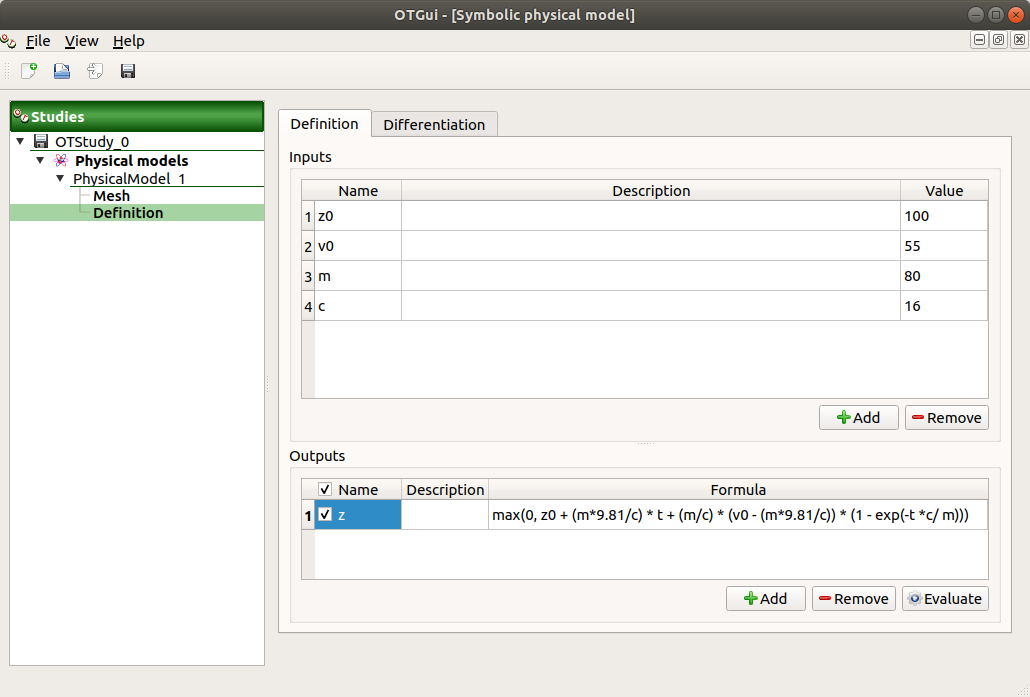 OTGui - [Symbolic physical model]
File View Help
Studies
OTStudy_0
Physical models
PhysicalModel_1
Mesh
Definition
Definition Differentiation
Inputs
Name Description Value
1 z0 100
2 v0 55
3 m 80
4 c 16
Add Remove
Outputs
Name Description Formula
1 z max(0, z0 + (m*9.81/c) * t + (m/c) * (v0 - (m*9.81/c)) * (1 - exp(-t *c/ m)))
Add Remove Evaluate